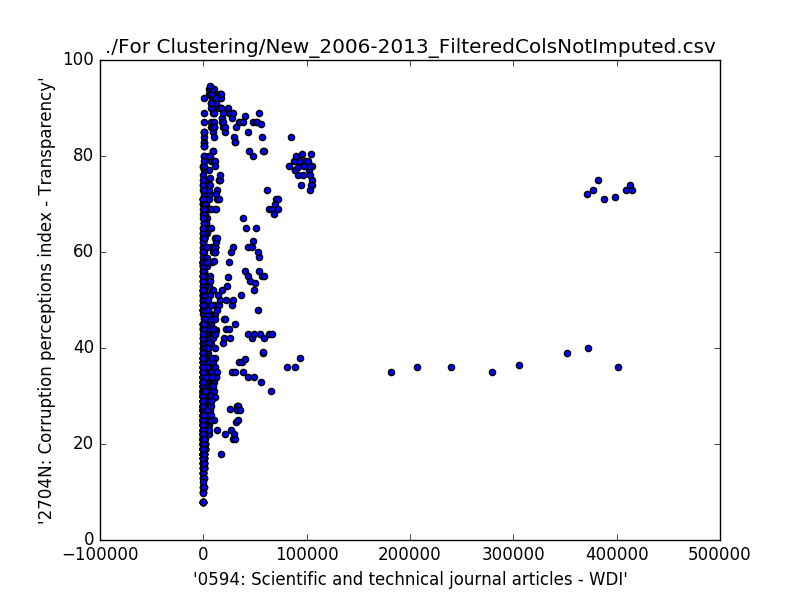 ./For Clustering/New_2006-2013_FilteredColsNotImputed.csv
100
80
60
40
20
0
'2704N: Corruption perceptions index - Transparency'
−100000 0 100000 200000 300000 400000 500000
'0594: Scientific and technical journal articles - WDI'